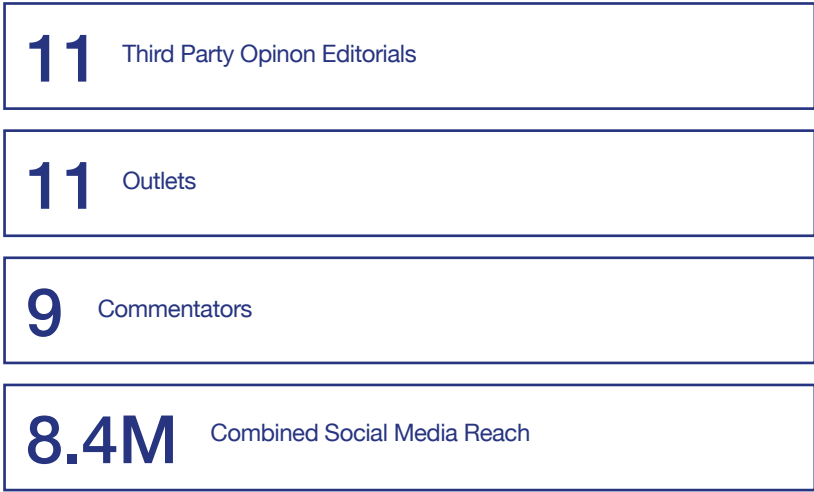 11 Third Party Opinon Editorials
11 Outlets
9 Commentators
8.4M Combined Social Media Reach